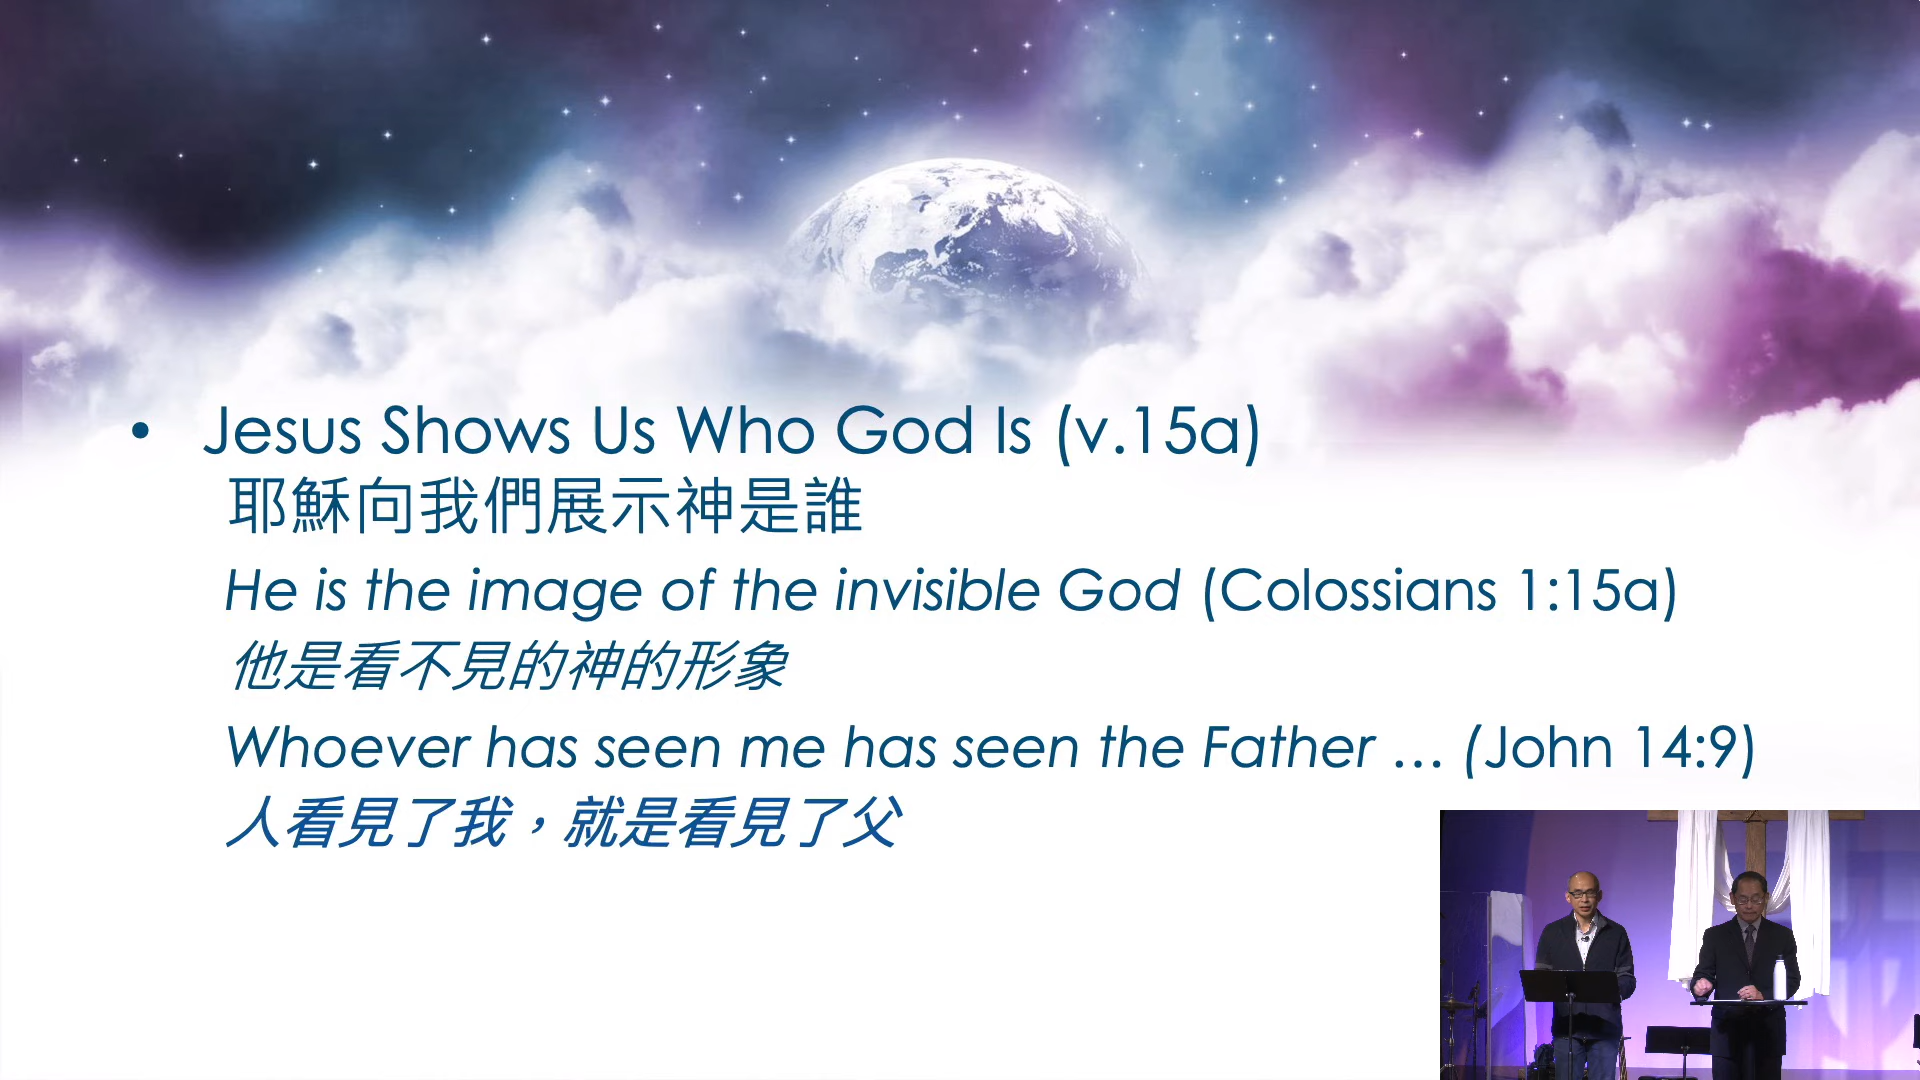 • Jesus Shows Us Who God Is (v.15a)
耶穌向我們展示神是誰
He is the image of the invisible God (Colossians 1:15a)
他是看不見的神的形象
Whoever has seen me has seen the Father … (John 14:9)
人看見了我，就是看見了父